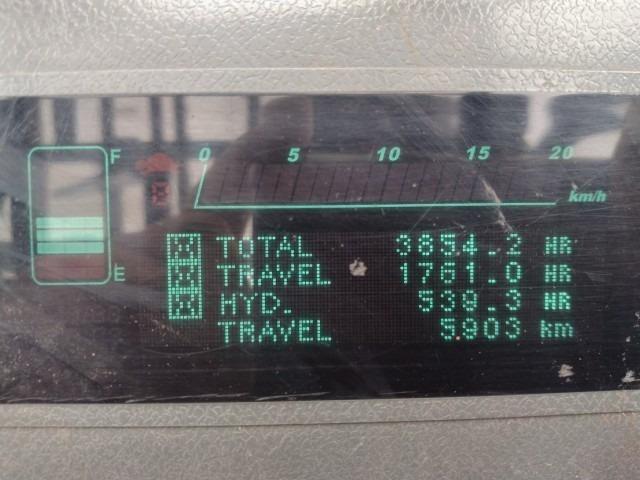 F
0 5 10 15 20
km/h
E
TOTAL 3854.2 HR
TRAVEL 1761.0 HR
HYD. 539.3 HR
TRAVEL 5903 km